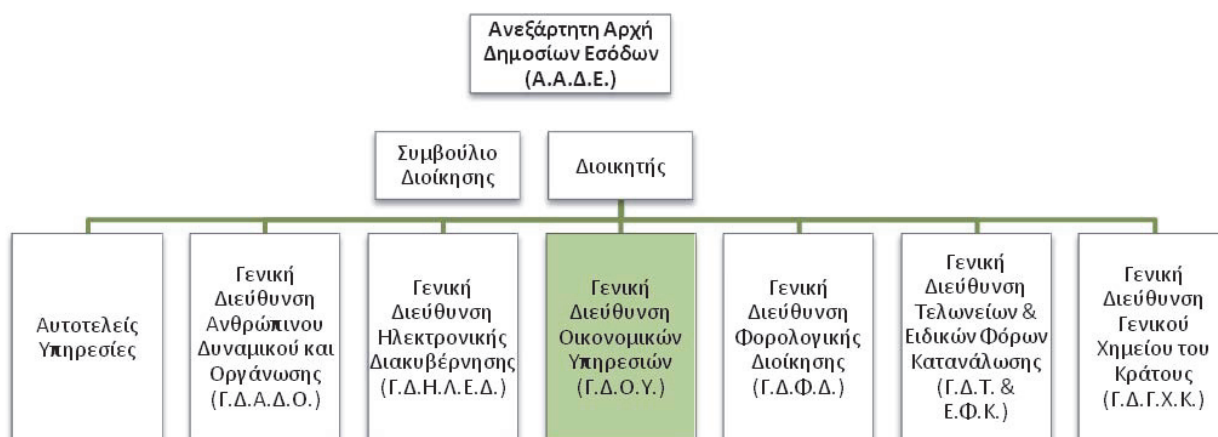 Ανεξάρτητη Αρχή
Δημοσίων Εσόδων
(Α.Α.Δ.Ε.)
Συμβούλιο
Διοίκησης
Διοικητής
Αυτοτελείς
Υπηρεσίες
Γενική
Διεύθυνση
Ανθρώπινου
Δυναμικού και
Οργάνωσης
(Γ.Δ.Α.Δ.Ο.)
Γενική
Διεύθυνση
Ηλεκτρονικής
Διακυβέρνησης
(Γ.Δ.Η.Λ.Ε.Δ.)
Γενική
Διεύθυνση
Οικονομικών
Υπηρεσιών
(Γ.Δ.Ο.Υ.)
Γενική
Διεύθυνση
Φορολογικής
Διοίκησης
(Γ.Δ.Φ.Δ.)
Γενική
Διεύθυνση
Τελωνείων &
Ειδικών Φόρων
Κατανάλωσης
(Γ.Δ.Τ. &
Ε.Φ.Κ.)
Γενική
Διεύθυνση
Γενικού
Χημείου του
Κράτους
(Γ.Δ.Γ.Χ.Κ.)